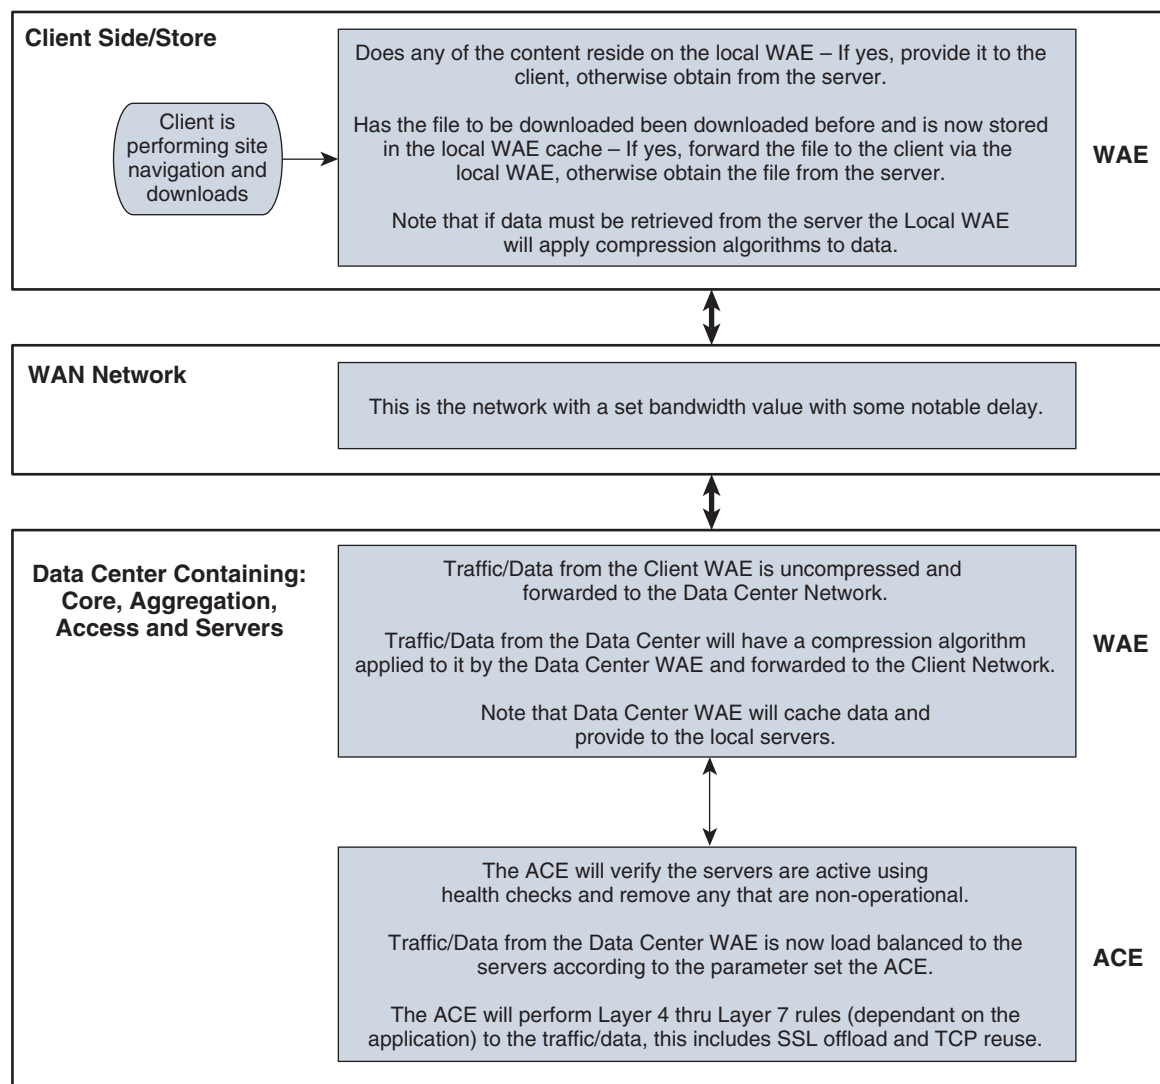 Client Side/Store
Client is
performing site
navigation and
downloads
Does any of the content reside on the local WAE – If yes, provide it to the
client, otherwise obtain from the server.
Has the file to be downloaded been downloaded before and is now stored
in the local WAE cache – If yes, forward the file to the client via the
local WAE, otherwise obtain the file from the server.
Note that if data must be retrieved from the server the Local WAE
will apply compression algorithms to data.
WAE
WAN Network
This is the network with a set bandwidth value with some notable delay.
Data Center Containing:
Core, Aggregation,
Access and Servers
Traffic/Data from the Client WAE is uncompressed and
forwarded to the Data Center Network.
Traffic/Data from the Data Center will have a compression algorithm
applied to it by the Data Center WAE and forwarded to the Client Network.
Note that Data Center WAE will cache data and
provide to the local servers.
WAE
The ACE will verify the servers are active using
health checks and remove any that are non-operational.
Traffic/Data from the Data Center WAE is now load balanced to the
servers according to the parameter set the ACE.
The ACE will perform Layer 4 thru Layer 7 rules (dependant on the
application) to the traffic/data, this includes SSL offload and TCP reuse.
ACE